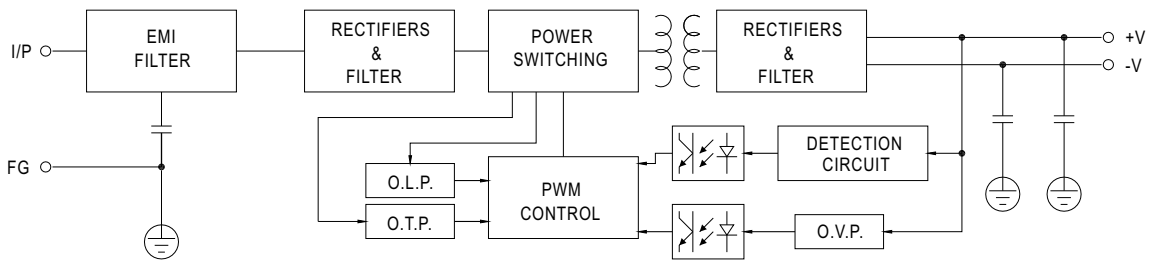 I/P
EMI
FILTER
RECTIFIERS
&
FILTER
POWER
SWITCHING
RECTIFIERS
&
FILTER
+V
-V
FG
O.L.P.
O.T.P.
PWM
CONTROL
DETECTION
CIRCUIT
O.V.P.